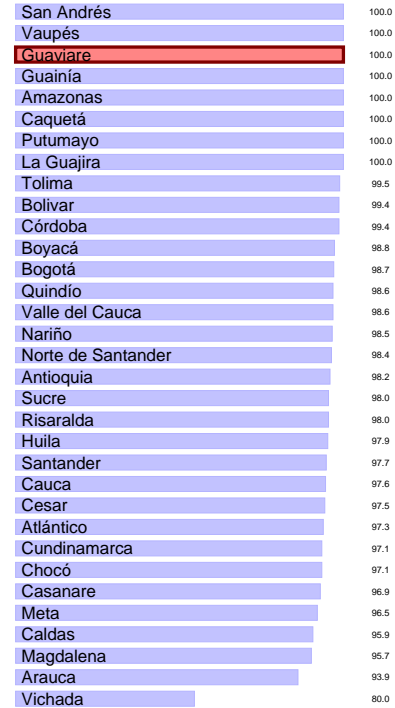 San Andrés 100.0
Vaupés 100.0
Guaviare 100.0
Guainía 100.0
Amazonas 100.0
Caquetá 100.0
Putumayo 100.0
La Guajira 100.0
Tolima 99.5
Bolivar 99.4
Córdoba 99.4
Boyacá 98.8
Bogotá 98.7
Quindío 98.6
Valle del Cauca 98.6
Nariño 98.5
Norte de Santander 98.4
Antioquia 98.2
Sucre 98.0
Risaralda 98.0
Huila 97.9
Santander 97.7
Cauca 97.6
Cesar 97.5
Atlántico 97.3
Cundinamarca 97.1
Chocó 97.1
Casanare 96.9
Meta 96.5
Caldas 95.9
Magdalena 95.7
Arauca 93.9
Vichada 80.0